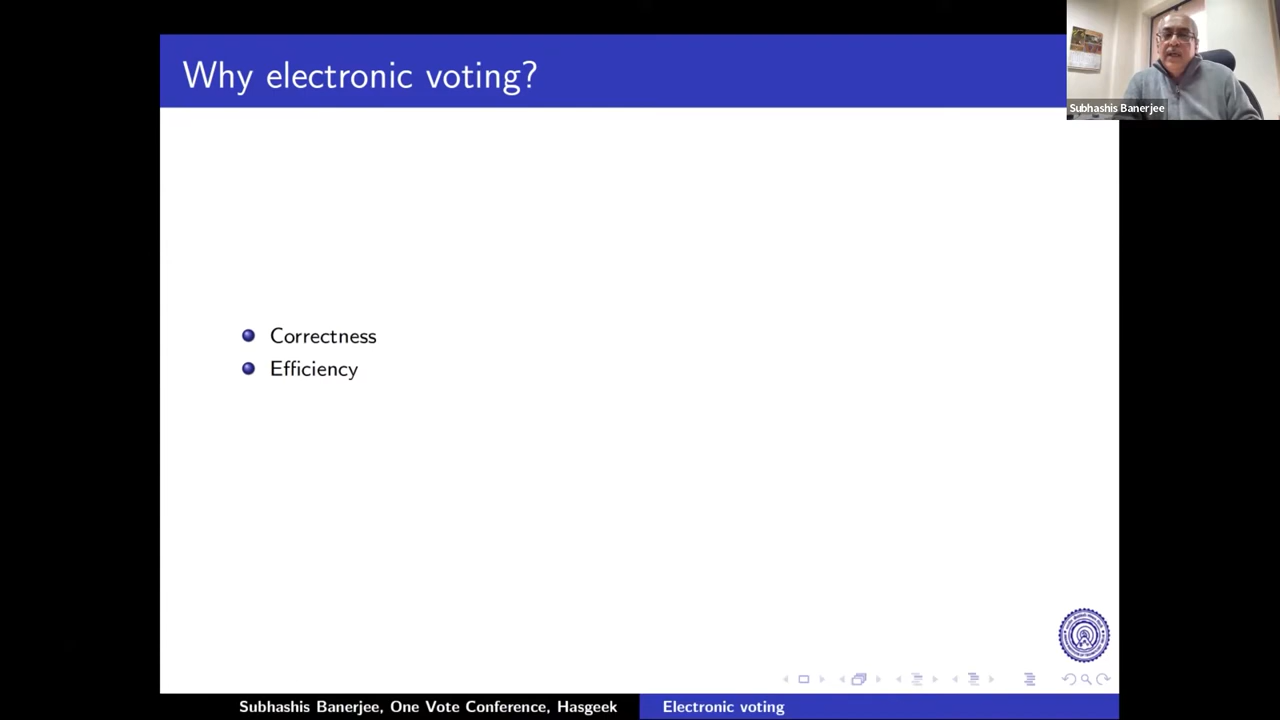 Why electronic voting?
Subhashis Banerjee
Correctness
Efficiency
Subhashis Banerjee, One Vote Conference, Hasgeek
Electronic voting